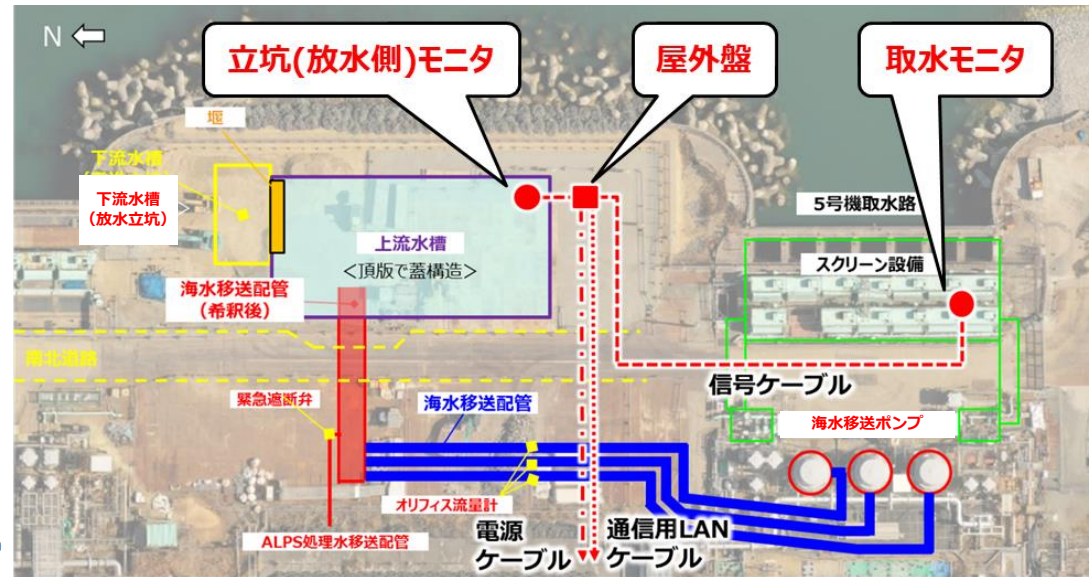 N
立坑(放水側)モニタ
屋外盤
取水モニタ
堰
下流水槽
下流水槽
（放水立坑）
5号機取水路
上流水槽
＜頂版で蓋構造＞
スクリーン設備
海水移送配管
（希釈後）
南北道路
信号ケーブル
緊急遮断弁
海水移送配管
海水移送ポンプ
オリフィス流量計
電源
ケーブル
通信用LAN
ケーブル
ALPS処理水移送配管